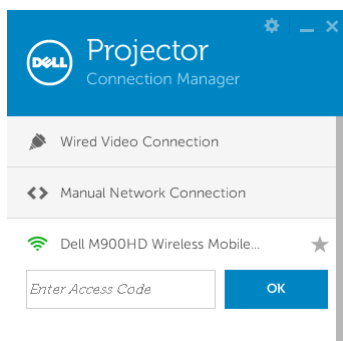 DELL
Projector
Connection Manager
Wired Video Connection
Manual Network Connection
Dell M900HD Wireless Mobile...
Enter Access Code
OK